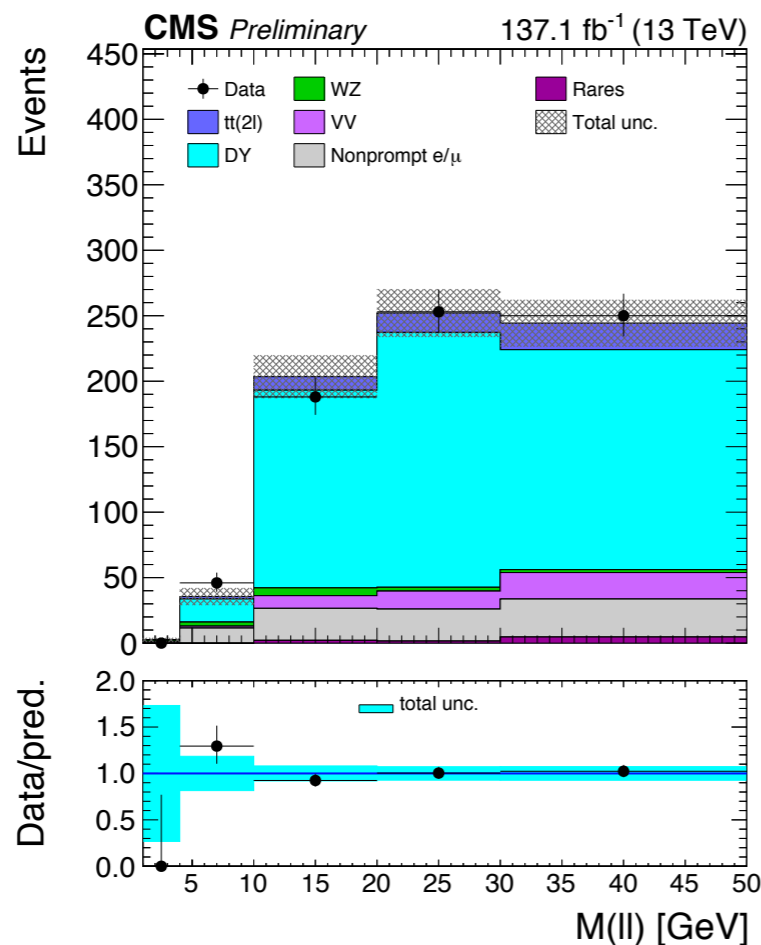 CMS Preliminary 137.1 fb⁻¹ (13 TeV)
Events
450
400
350
300
250
200
150
100
50
0
Data WZ Rares
tt(2l) VV Total unc.
DY Nonprompt e/μ
Data/pred.
2.0
1.5
1.0
0.5
0.0
total unc.
5 10 15 20 25 30 35 40 45 50
M(ll) [GeV]